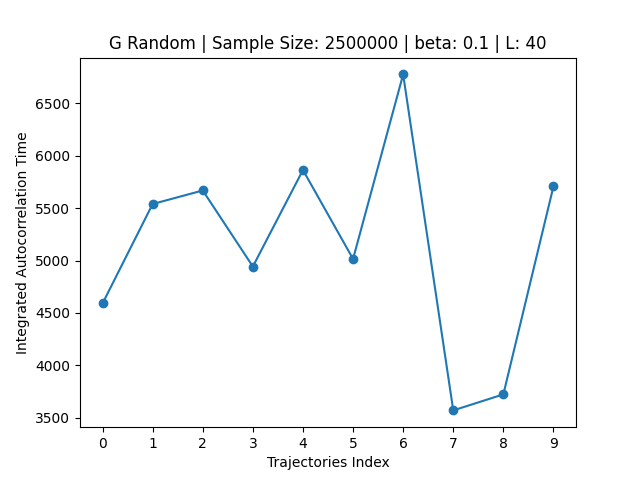 G Random | Sample Size: 2500000 | beta: 0.1 | L: 40
Integrated Autocorrelation Time
6500
6000
5500
5000
4500
4000
3500
0 1 2 3 4 5 6 7 8 9
Trajectories Index